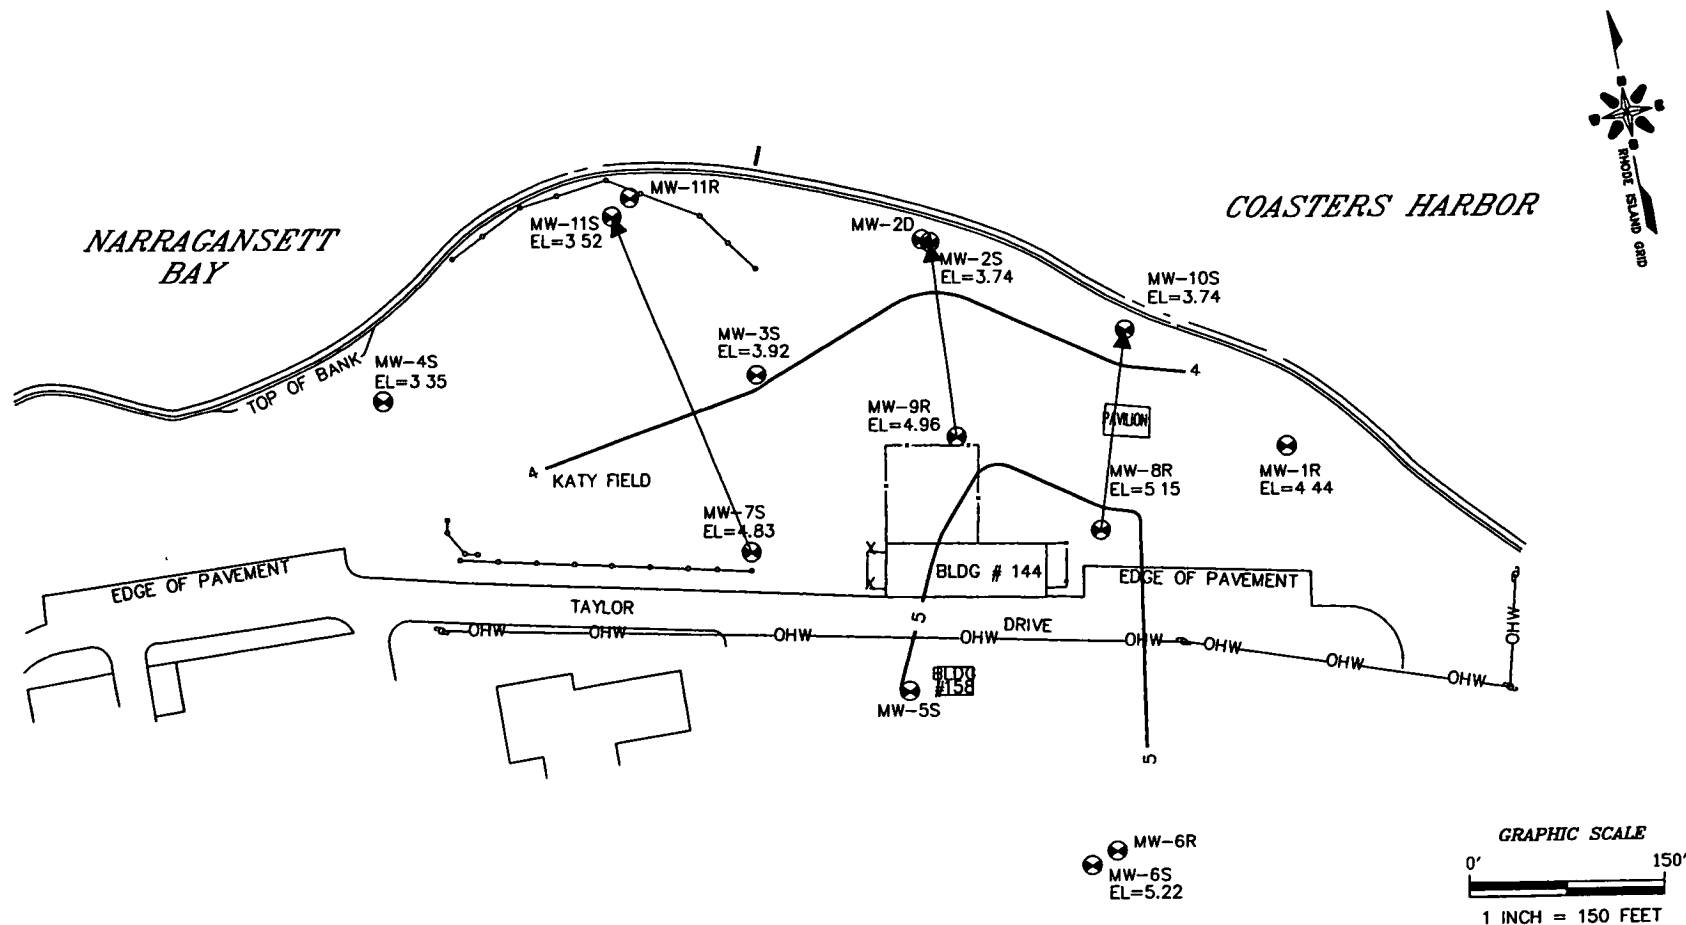 COASTERS HARBOR
RHODE ISLAND GRID
NARRAGANSETT
BAY
MW-11R
MW-11S
EL=3 52
MW-2D
MW-2S
EL=3.74
MW-10S
EL=3.74
MW-3S
EL=3.92
TOP OF BANK
MW-4S
EL=3 35
4
PAVILION
MW-9R
EL=4.96
4
KATY FIELD
MW-8R
EL=5 15
MW-1R
EL=4 44
MW-7S
EL=4.83
EDGE OF PAVEMENT
X
X
BLDG # 144
EDGE OF PAVEMENT
TAYLOR
DRIVE
5
OHW
OHW
OHW
OHW
OHW
OHW
OHW
OHW
OHW
BLDG
#158
MW-5S
5
MW-6R
MW-6S
EL=5.22
GRAPHIC SCALE
0'
150'
1 INCH = 150 FEET